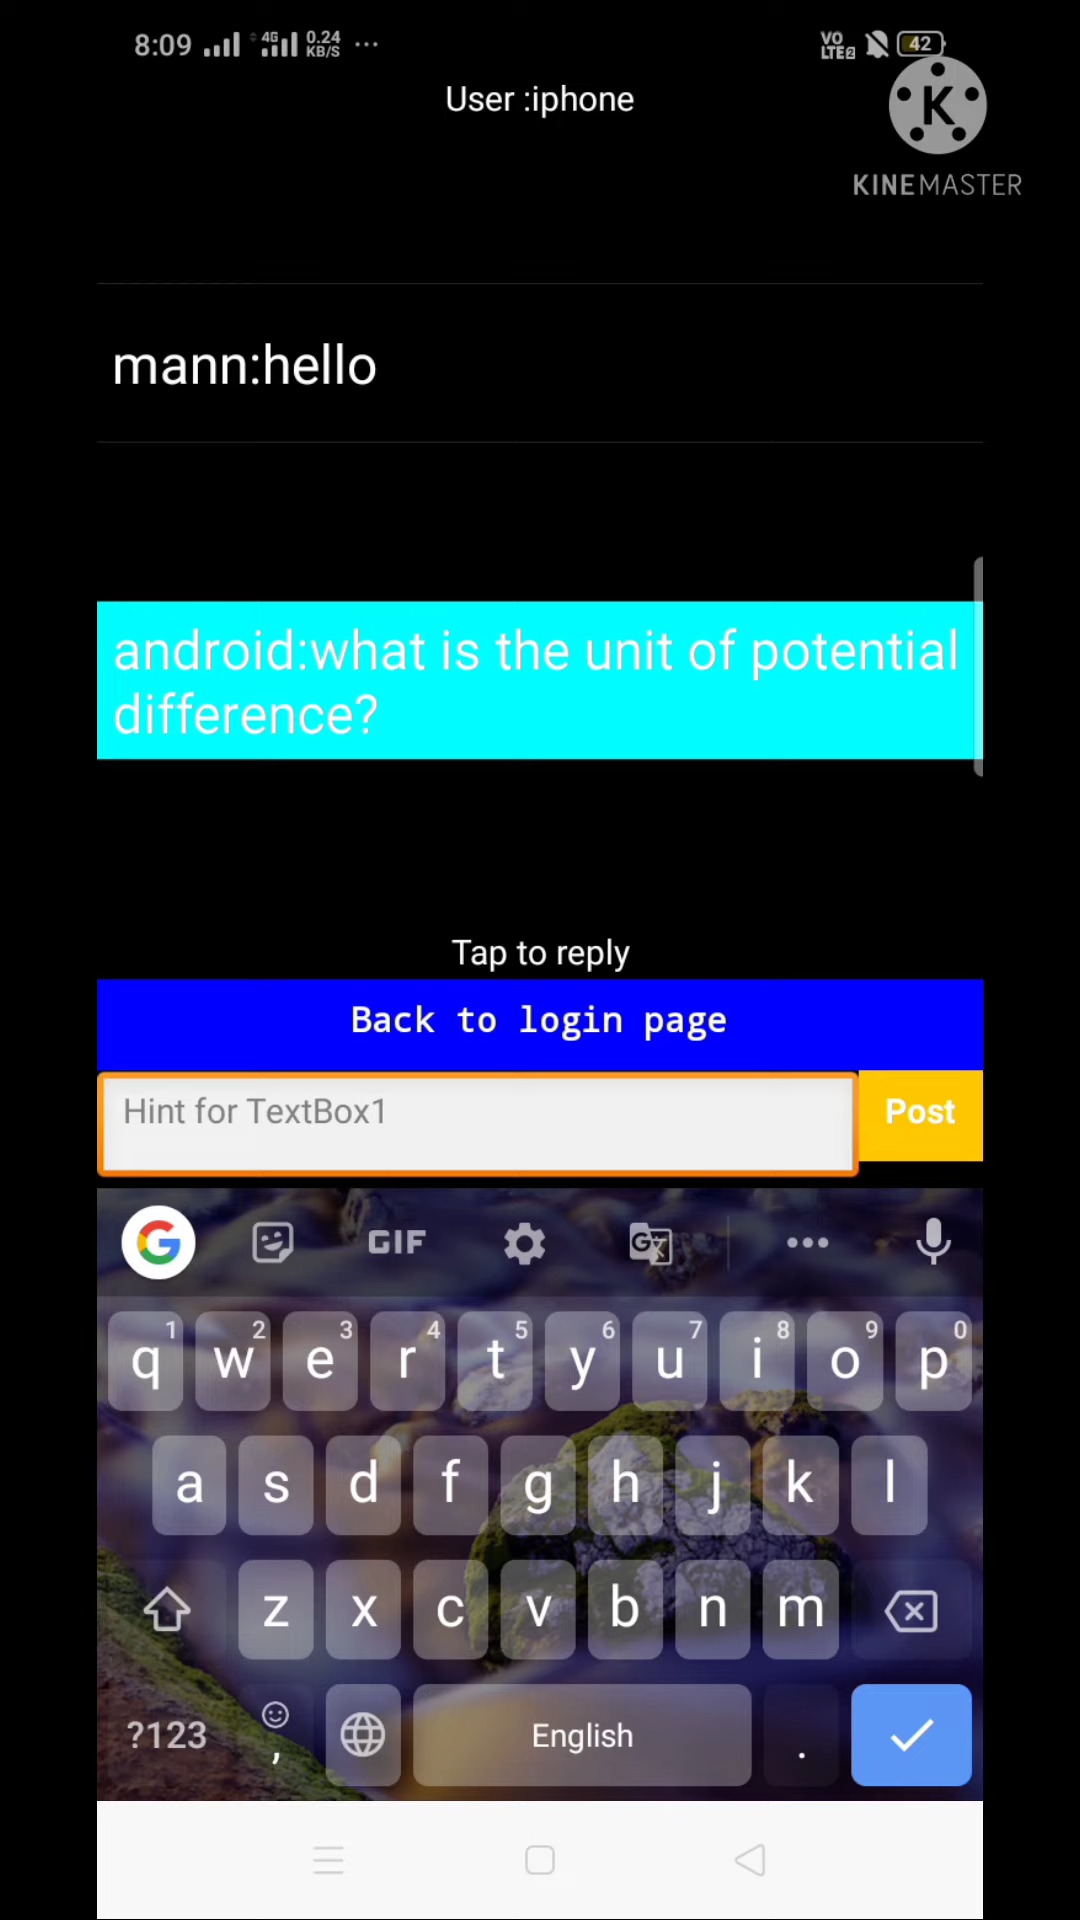 8:09 4G 0.24 KB/S ... VO LTE2 42
User :iphone
K
KINEMASTER
mann:hello
android:what is the unit of potential
difference?
Tap to reply
Back to login page
Hint for TextBox1
Post
G GIF G
1 2 3 4 5 6 7 8 9 0
q w e r t y u i o p
a s d f g h j k l
z x c v b n m
?123 , English .